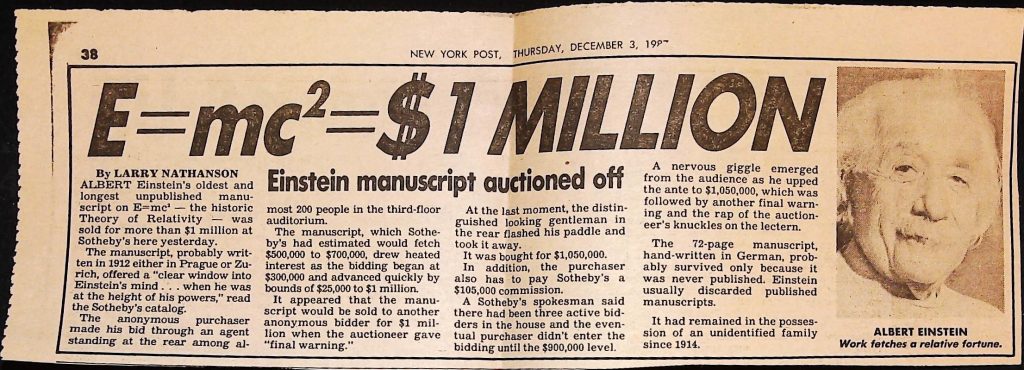 38
NEW YORK POST, THURSDAY, DECEMBER 3, 19
E=mc²=$1 MILLION
Einstein manuscript auctioned off
By LARRY NATHANSON
ALBERT Einstein's oldest and
longest unpublished manu-
script on E=mc² — the historic
Theory of Relativity — was
sold for more than $1 million at
Sotheby's here yesterday.
The manuscript, probably writ-
ten in 1912 either in Prague or Zu-
rich, offered a "clear window into
Einstein's mind . . . when he was
at the height of his powers," read
the Sotheby's catalog.
The anonymous purchaser
made his bid through an agent
standing at the rear among al-
most 200 people in the third-floor
auditorium.
The manuscript, which Sothe-
by's had estimated would fetch
$500,000 to $700,000, drew heated
interest as the bidding began at
$300,000 and advanced quickly by
bounds of $25,000 to $1 million.
It appeared that the manu-
script would be sold to another
anonymous bidder for $1 mil-
lion when the auctioneer gave
"final warning."
At the last moment, the distin-
guished looking gentleman in
the rear flashed his paddle and
took it away.
It was bought for $1,050,000.
In addition, the purchaser
also has to pay Sotheby's a
$105,000 commission.
A Sotheby's spokesman said
there had been three active bid-
ders in the house and the even-
tual purchaser didn't enter the
bidding until the $900,000 level.
A nervous giggle emerged
from the audience as he upped
the ante to $1,050,000, which was
followed by another final warn-
ing and the rap of the auction-
eer's knuckles on the lectern.
The 72-page manuscript,
hand-written in German, prob-
ably survived only because it
was never published. Einstein
usually discarded published
manuscripts.
It had remained in the posses-
sion of an unidentified family
since 1914.
ALBERT EINSTEIN
Work fetches a relative fortune.